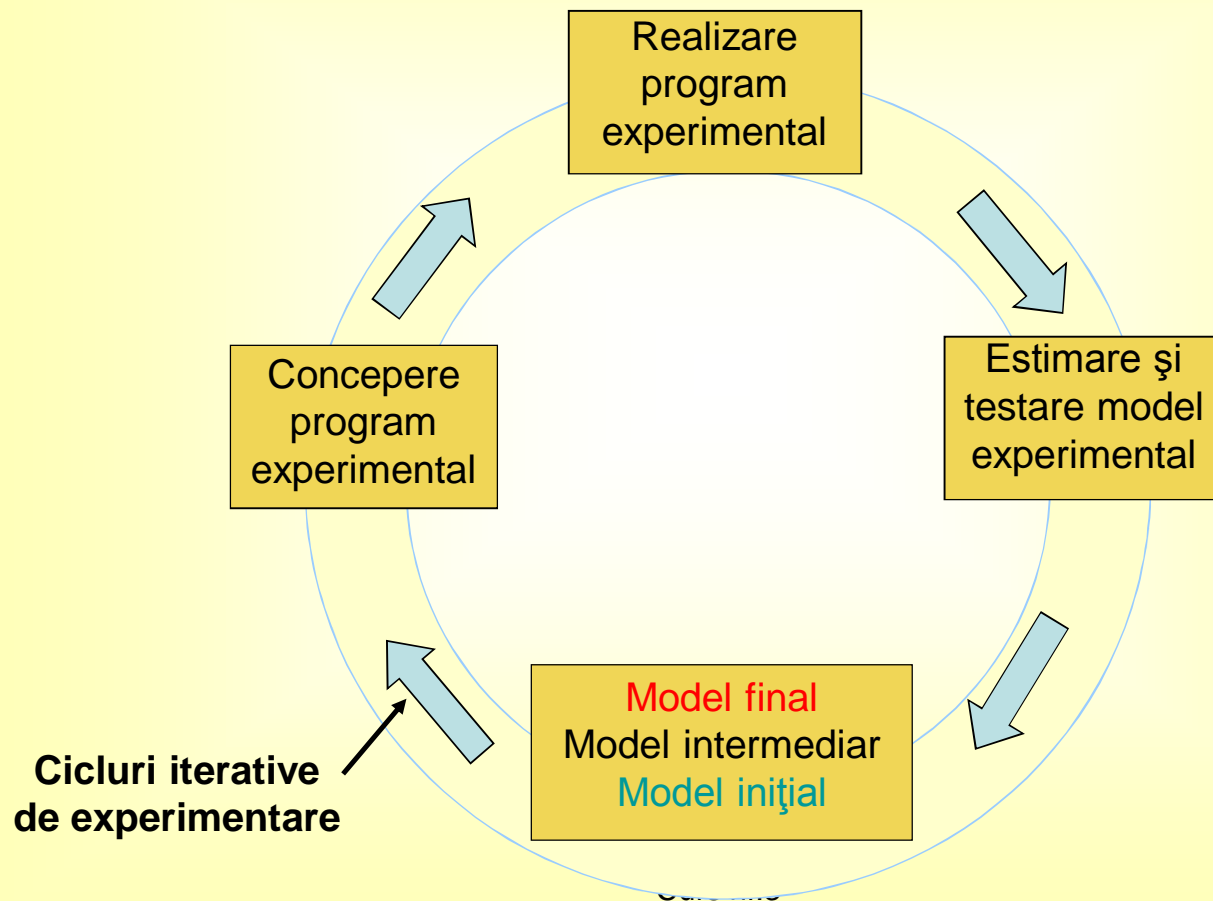 Realizare
program
experimental
Concepere
program
experimental
Estimare şi
testare model
experimental
Model final
Model intermediar
Model iniţial
Cicluri iterative
de experimentare